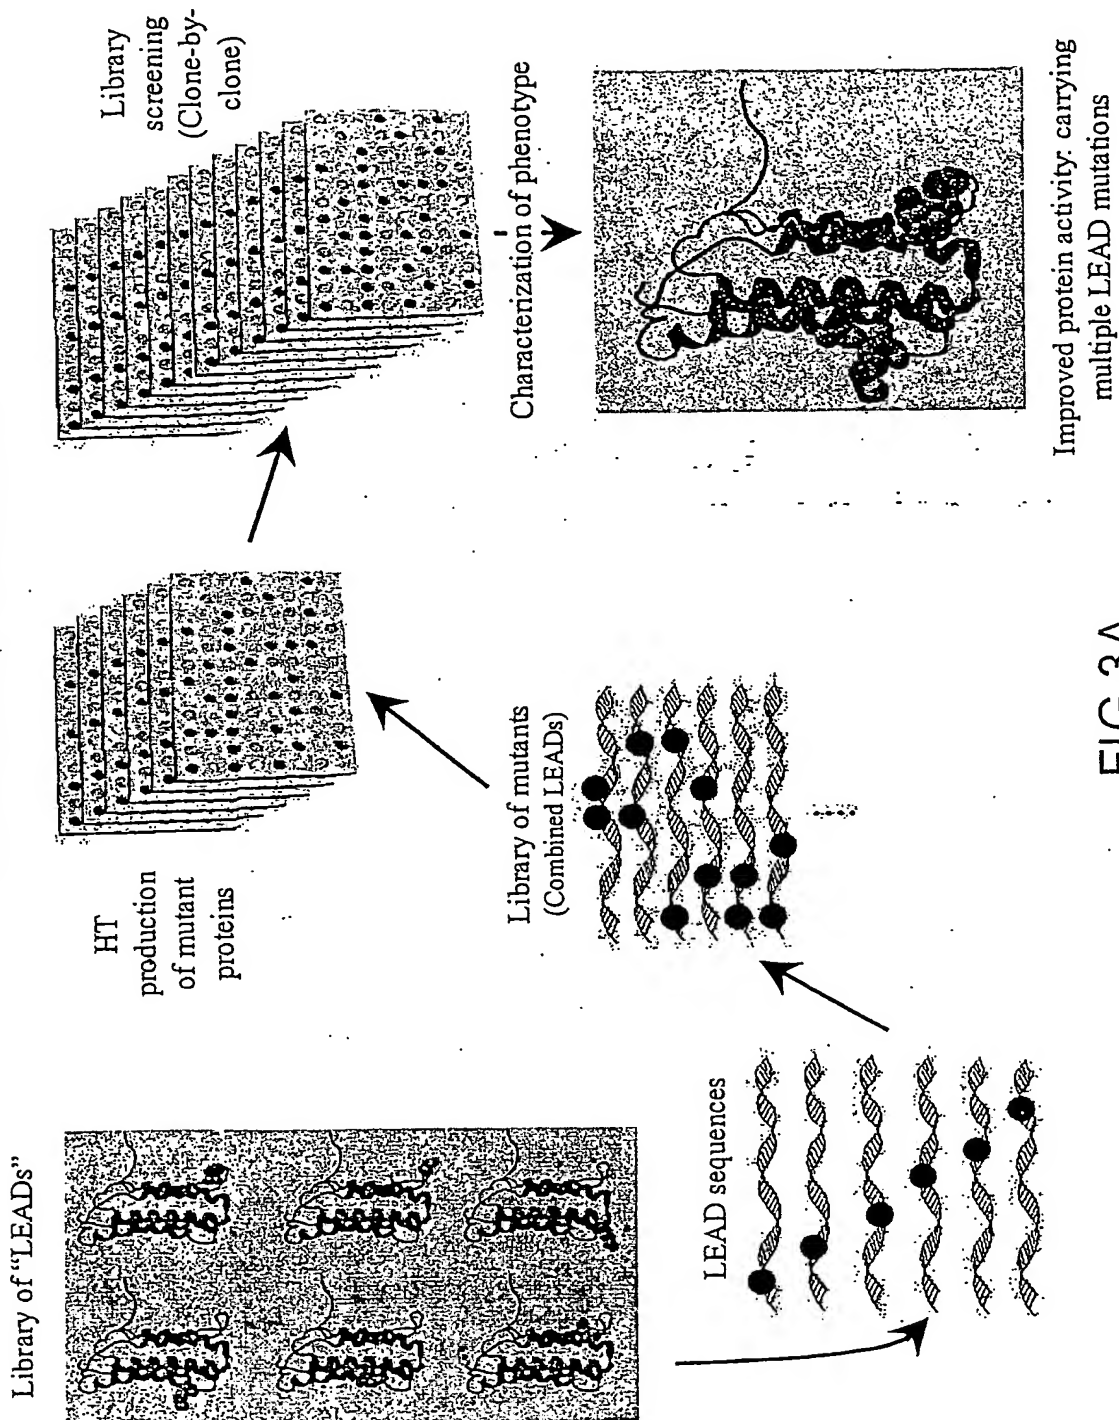 Library of "LEADs"
LEAD sequences
Library of mutants
(Combined LEADs)
HT
production
of mutant
proteins
Library
screening
(Clone-by-
clone)
Characterization of phenotype
Improved protein activity: carrying
multiple LEAD mutations
FIG. 3A